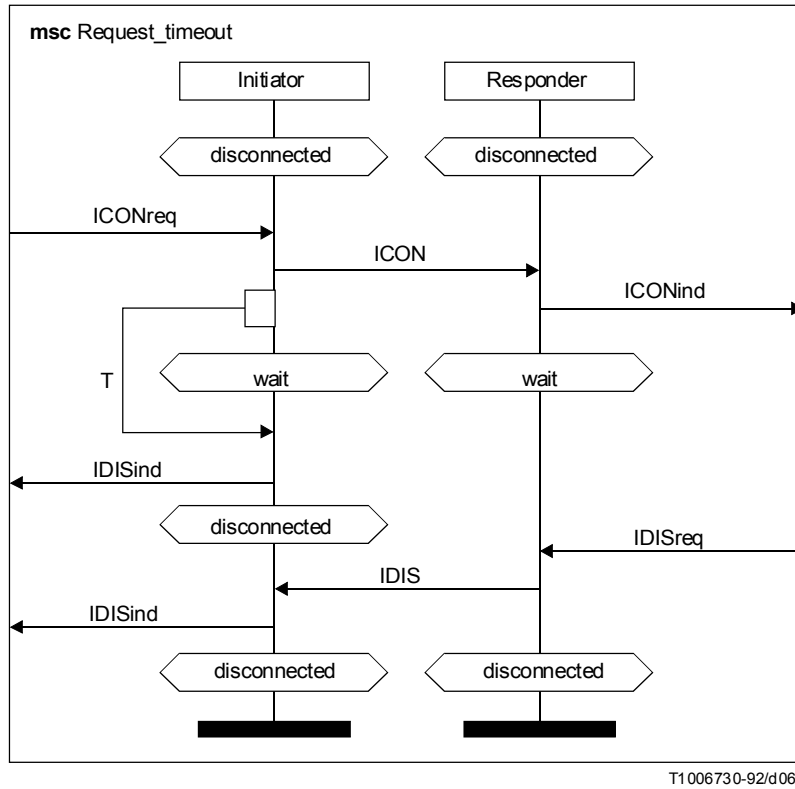 msc Request_timeout
Initiator
Responder
disconnected
disconnected
ICONreq
ICON
ICONind
wait
wait
T
IDISind
disconnected
IDISreq
IDIS
IDISind
disconnected
disconnected
T1006730-92/d06